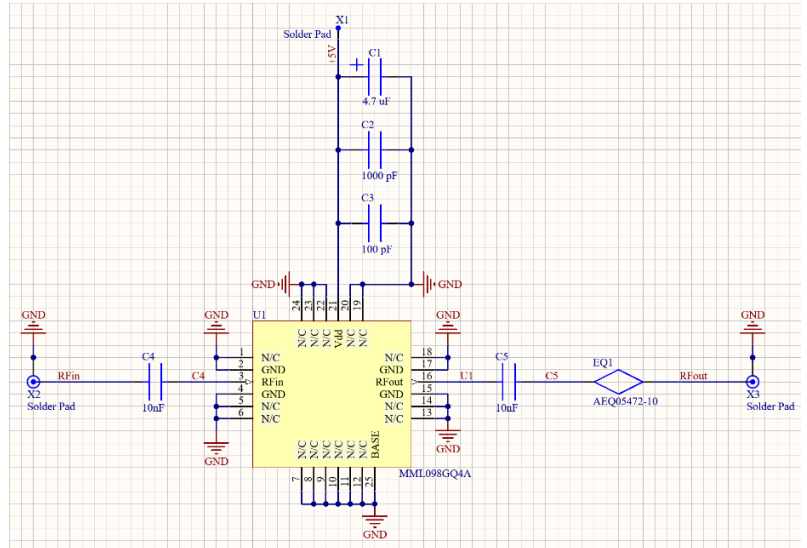 X1
Solder Pad
+5V
C1
4.7 uF
C2
1000 pF
C3
100 pF
GND
GND
24
23
22
21
20
19
U1
N/C
N/C
N/C
Vdd
N/C
N/C
GND
GND
GND
GND
1
N/C
N/C
18
2
GND
GND
17
X2
Solder Pad
RFin
C4
10nF
C4
3
RFin
RFout
16
U1
C5
10nF
C5
EQ1
AEQ05472-10
RFout
X3
Solder Pad
4
GND
GND
15
5
N/C
N/C
14
6
N/C
N/C
13
GND
GND
N/C
N/C
N/C
N/C
N/C
N/C
BASE
MML098GQ4A
7
8
9
10
11
12
25
GND